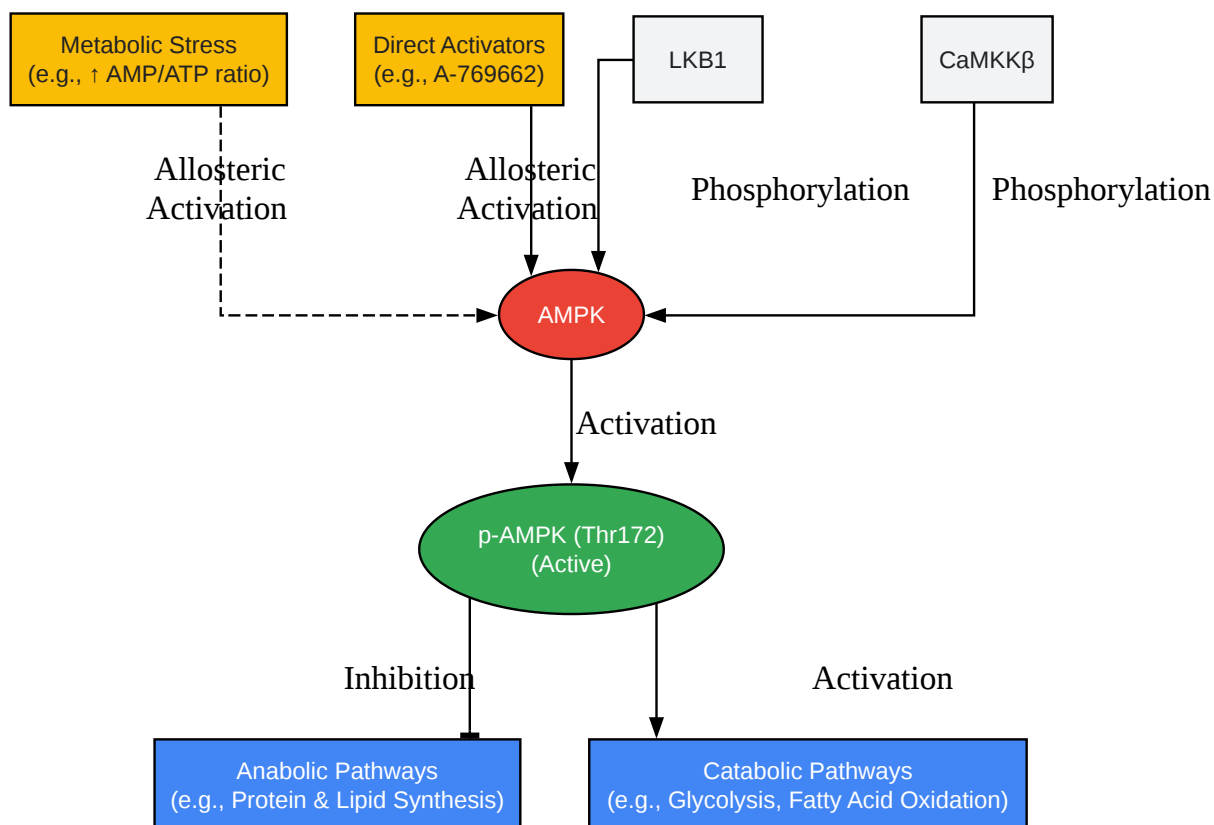 Metabolic Stress
(e.g., ↑ AMP/ATP ratio)
Direct Activators
(e.g., A-769662)
LKB1
CaMKKβ
Allosteric
Activation
Allosteric
Activation
Phosphorylation
Phosphorylation
AMPK
Activation
p-AMPK (Thr172)
(Active)
Inhibition
Activation
Anabolic Pathways
(e.g., Protein & Lipid Synthesis)
Catabolic Pathways
(e.g., Glycolysis, Fatty Acid Oxidation)